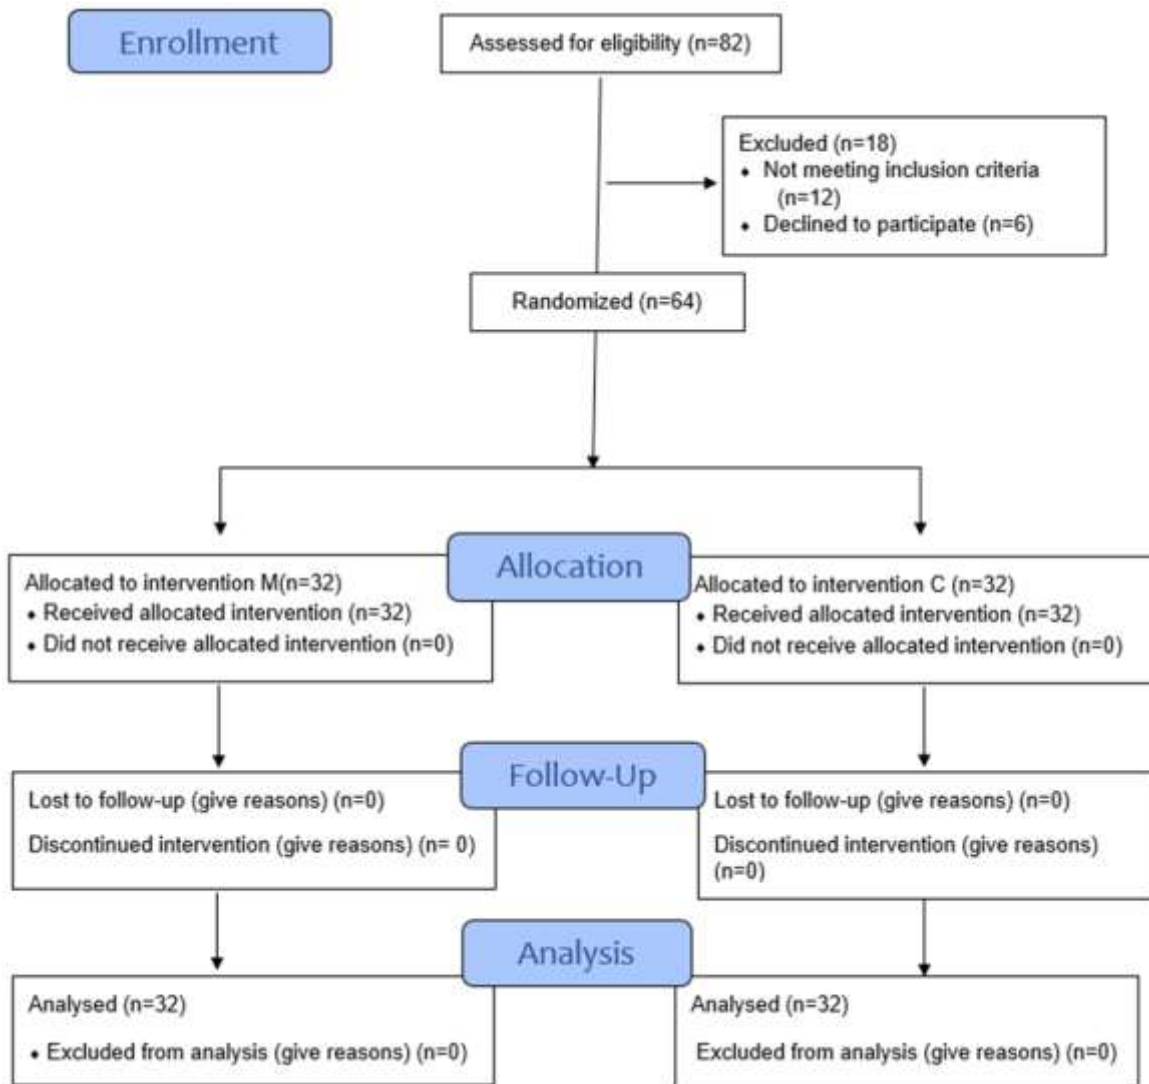 Enrollment
Assessed for eligibility (n=82)
Excluded (n=18)
• Not meeting inclusion criteria
(n=12)
• Declined to participate (n=6)
Randomized (n=64)
Allocation
Allocated to intervention M(n=32)
• Received allocated intervention (n=32)
• Did not receive allocated intervention (n=0)
Allocated to intervention C (n=32)
• Received allocated intervention (n=32)
• Did not receive allocated intervention (n=0)
Follow-Up
Lost to follow-up (give reasons) (n=0)
Discontinued intervention (give reasons) (n= 0)
Lost to follow-up (give reasons) (n=0)
Discontinued intervention (give reasons)
(n=0)
Analysis
Analysed (n=32)
• Excluded from analysis (give reasons) (n=0)
Analysed (n=32)
Excluded from analysis (give reasons) (n=0)